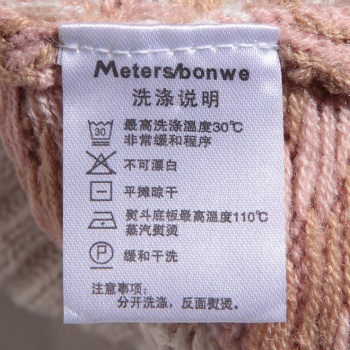 Meters/bonwe
洗涤说明
30
最高洗涤温度30℃
非常缓和程序
不可漂白
平摊晾干
熨斗底板最高温度110℃
蒸汽熨烫
P
缓和干洗
注意事项:
分开洗涤，反面熨烫。